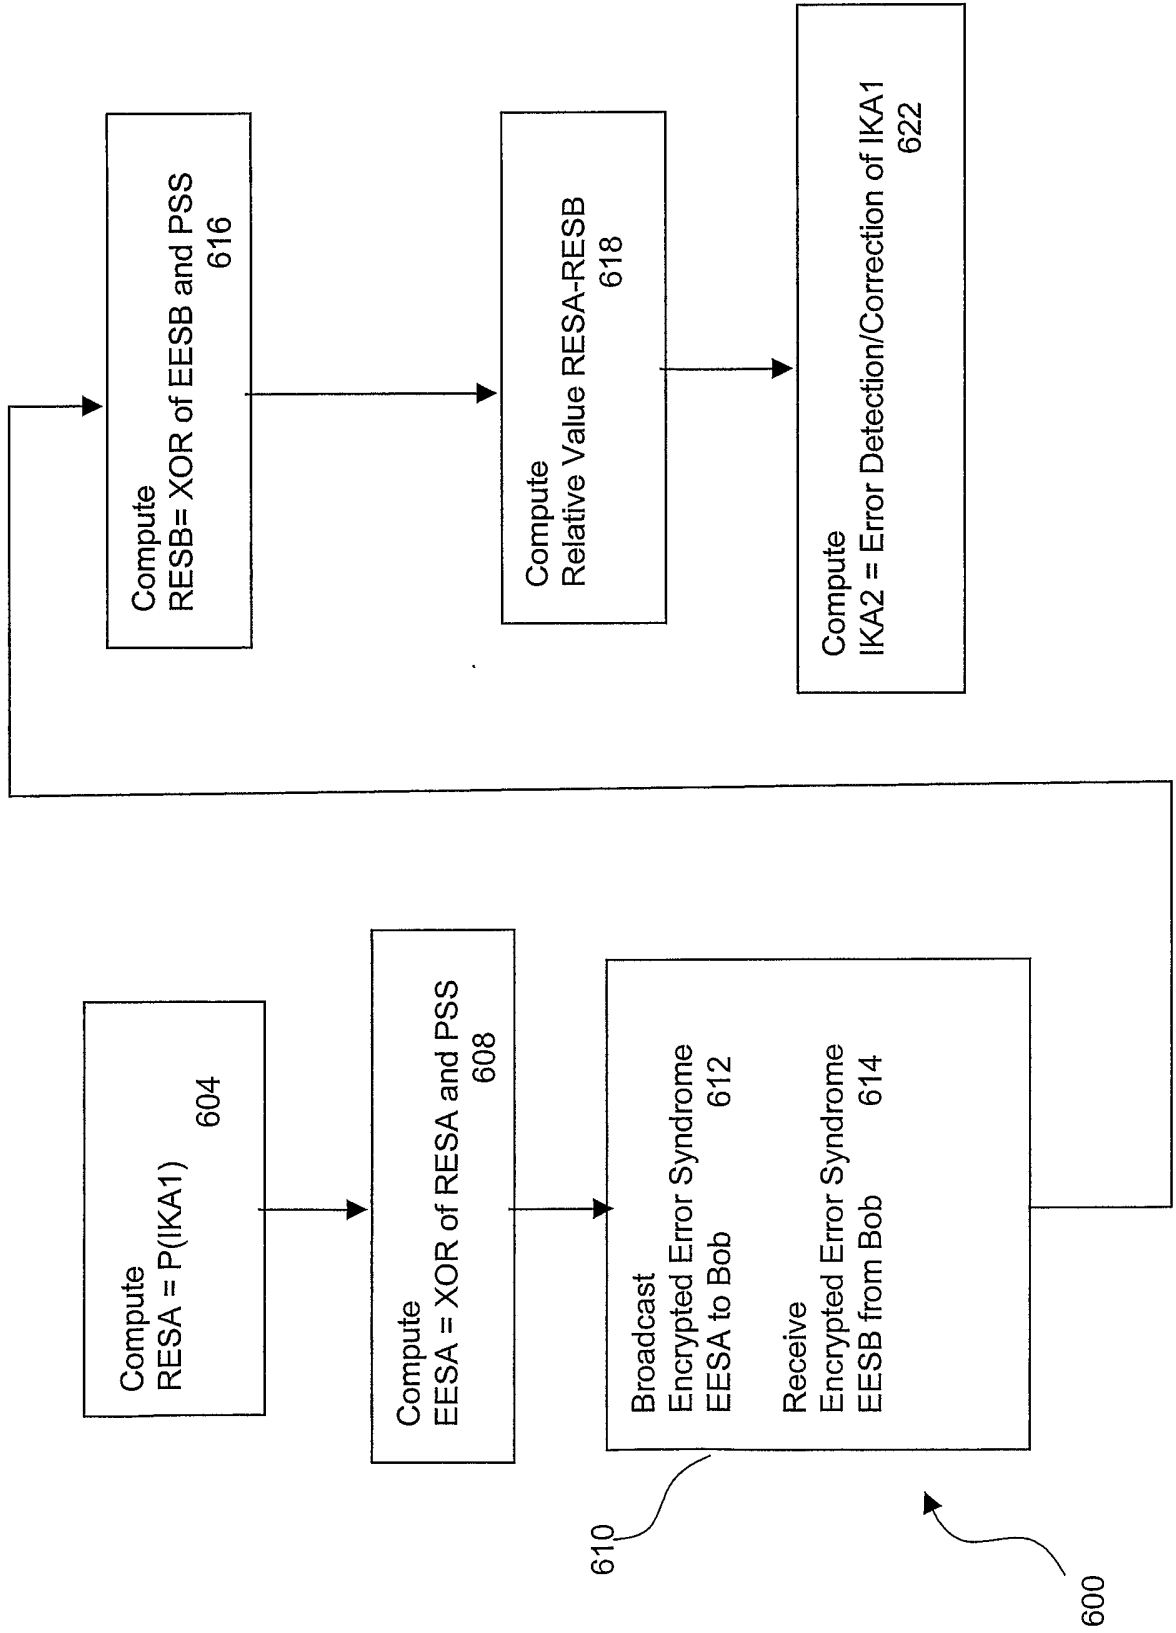 Compute
RESA = P(IKA1)
604
Compute
EESA = XOR of RESA and PSS
608
Broadcast
Encrypted Error Syndrome
EESA to Bob 612
Receive
Encrypted Error Syndrome
EESB from Bob 614
610
600
Compute
RESB= XOR of EESB and PSS
616
Compute
Relative Value RESA-RESB
618
Compute
IKA2 = Error Detection/Correction of IKA1
622